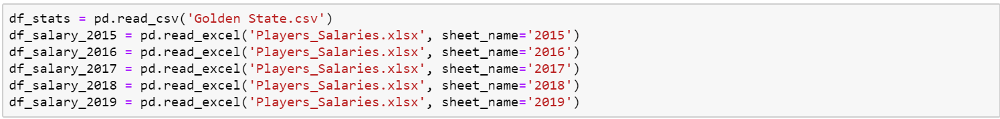 df_stats = pd.read_csv('Golden State.csv')
df_salary_2015 = pd.read_excel('Players_Salaries.xlsx', sheet_name='2015')
df_salary_2016 = pd.read_excel('Players_Salaries.xlsx', sheet_name='2016')
df_salary_2017 = pd.read_excel('Players_Salaries.xlsx', sheet_name='2017')
df_salary_2018 = pd.read_excel('Players_Salaries.xlsx', sheet_name='2018')
df_salary_2019 = pd.read_excel('Players_Salaries.xlsx', sheet_name='2019')